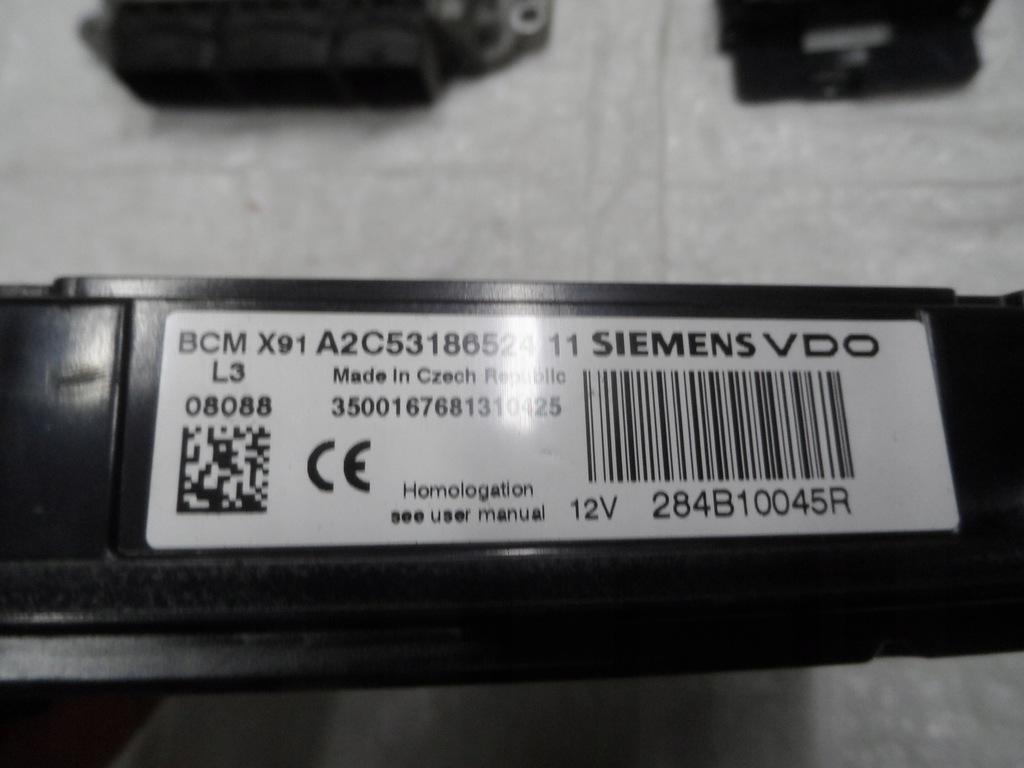 BCM X91 A2C53186524 11 SIEMENS VDO
L3 Made In Czech Republic
08088 3500167681310425
CE
Homologation
see user manual 12V 284B10045R